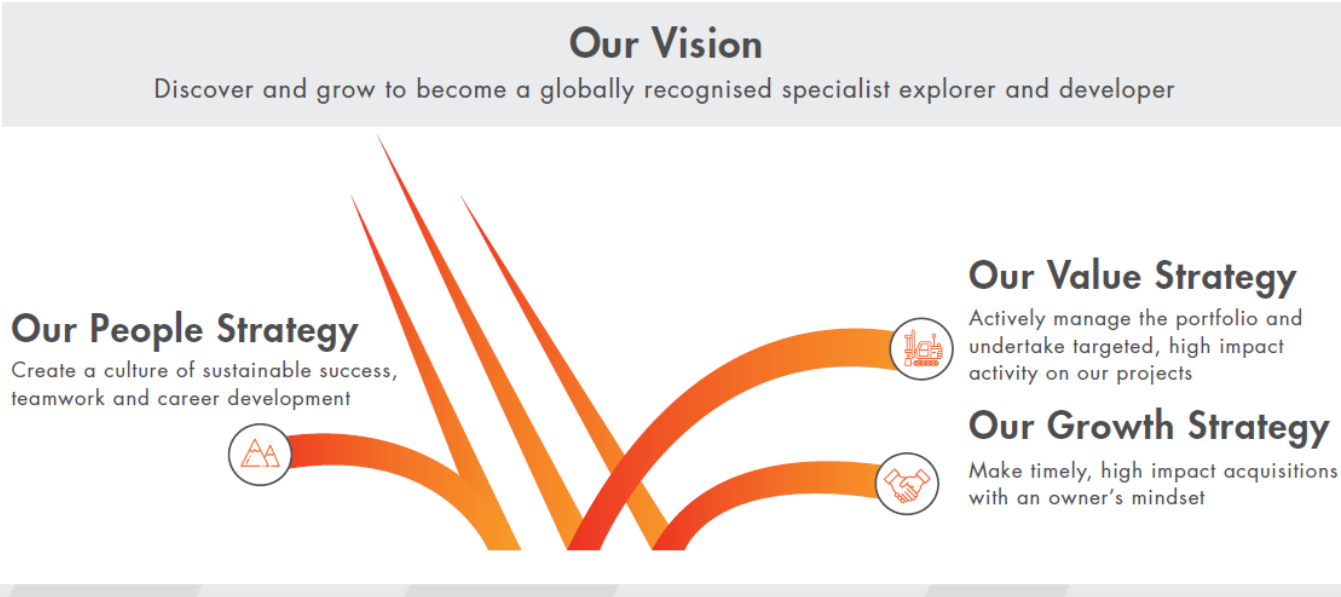 Our Vision
Discover and grow to become a globally recognised specialist explorer and developer
Our People Strategy
Create a culture of sustainable success,
teamwork and career development
Our Value Strategy
Actively manage the portfolio and
undertake targeted, high impact
activity on our projects
Our Growth Strategy
Make timely, high impact acquisitions
with an owner’s mindset